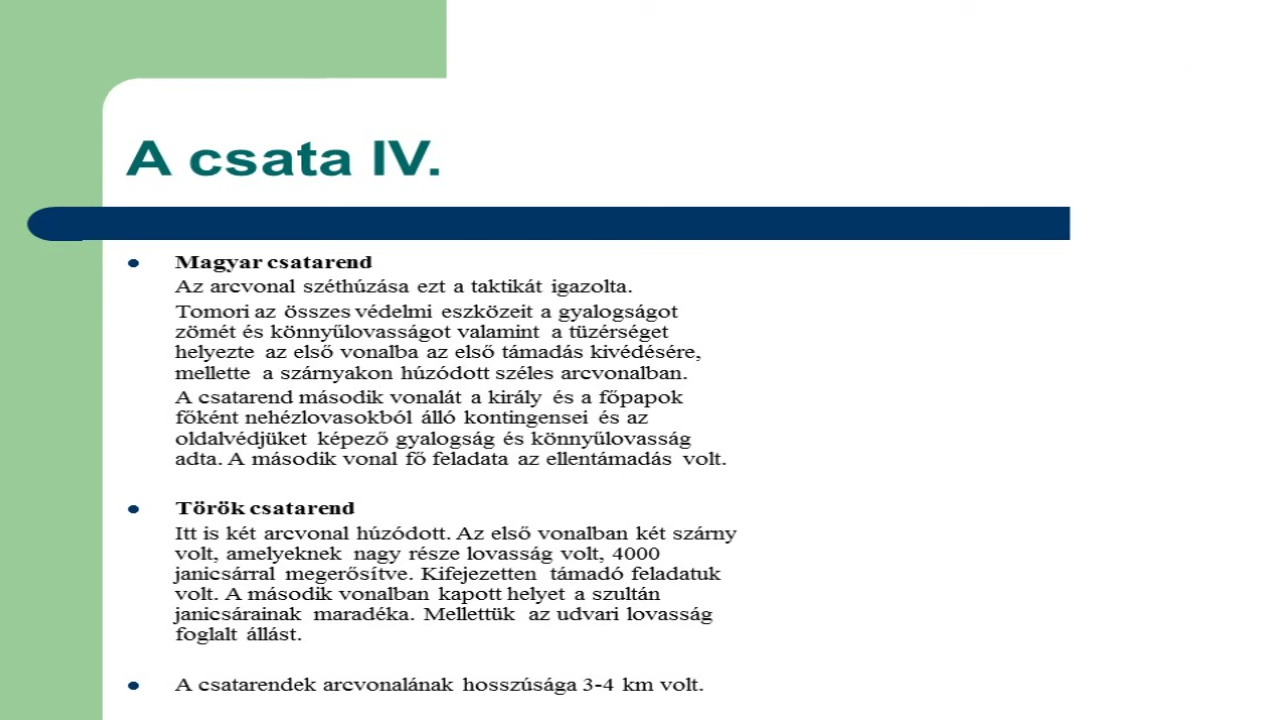 A csata IV.
Magyar csatarend
Az arcvonal széthúzása ezt a taktikát igazolta.
Tomori az összes védelmi eszközeit a gyalogságot
zömét és könnyűlovasságot valamint a tüzérséget
helyezte az első vonalba az első támadás kivédésére,
mellette a szárnyakon húzódott széles arcvonalban.
A csatarend második vonalát a király és a főpapok
főként nehézlovasokból álló kontingensei és az
oldalvédjüket képező gyalogság és könnyűlovasság
adta. A második vonal fő feladata az ellentámadás volt.
Török csatarend
Itt is két arcvonal húzódott. Az első vonalban két szárny
volt, amelyeknek nagy része lovasság volt, 4000
janicsárral megerősítve. Kifejezetten támadó feladatuk
volt. A második vonalban kapott helyet a szultán
janicsárainak maradéka. Mellettük az udvari lovasság
foglalt állást.
A csatarendek arcvonalának hosszúsága 3-4 km volt.